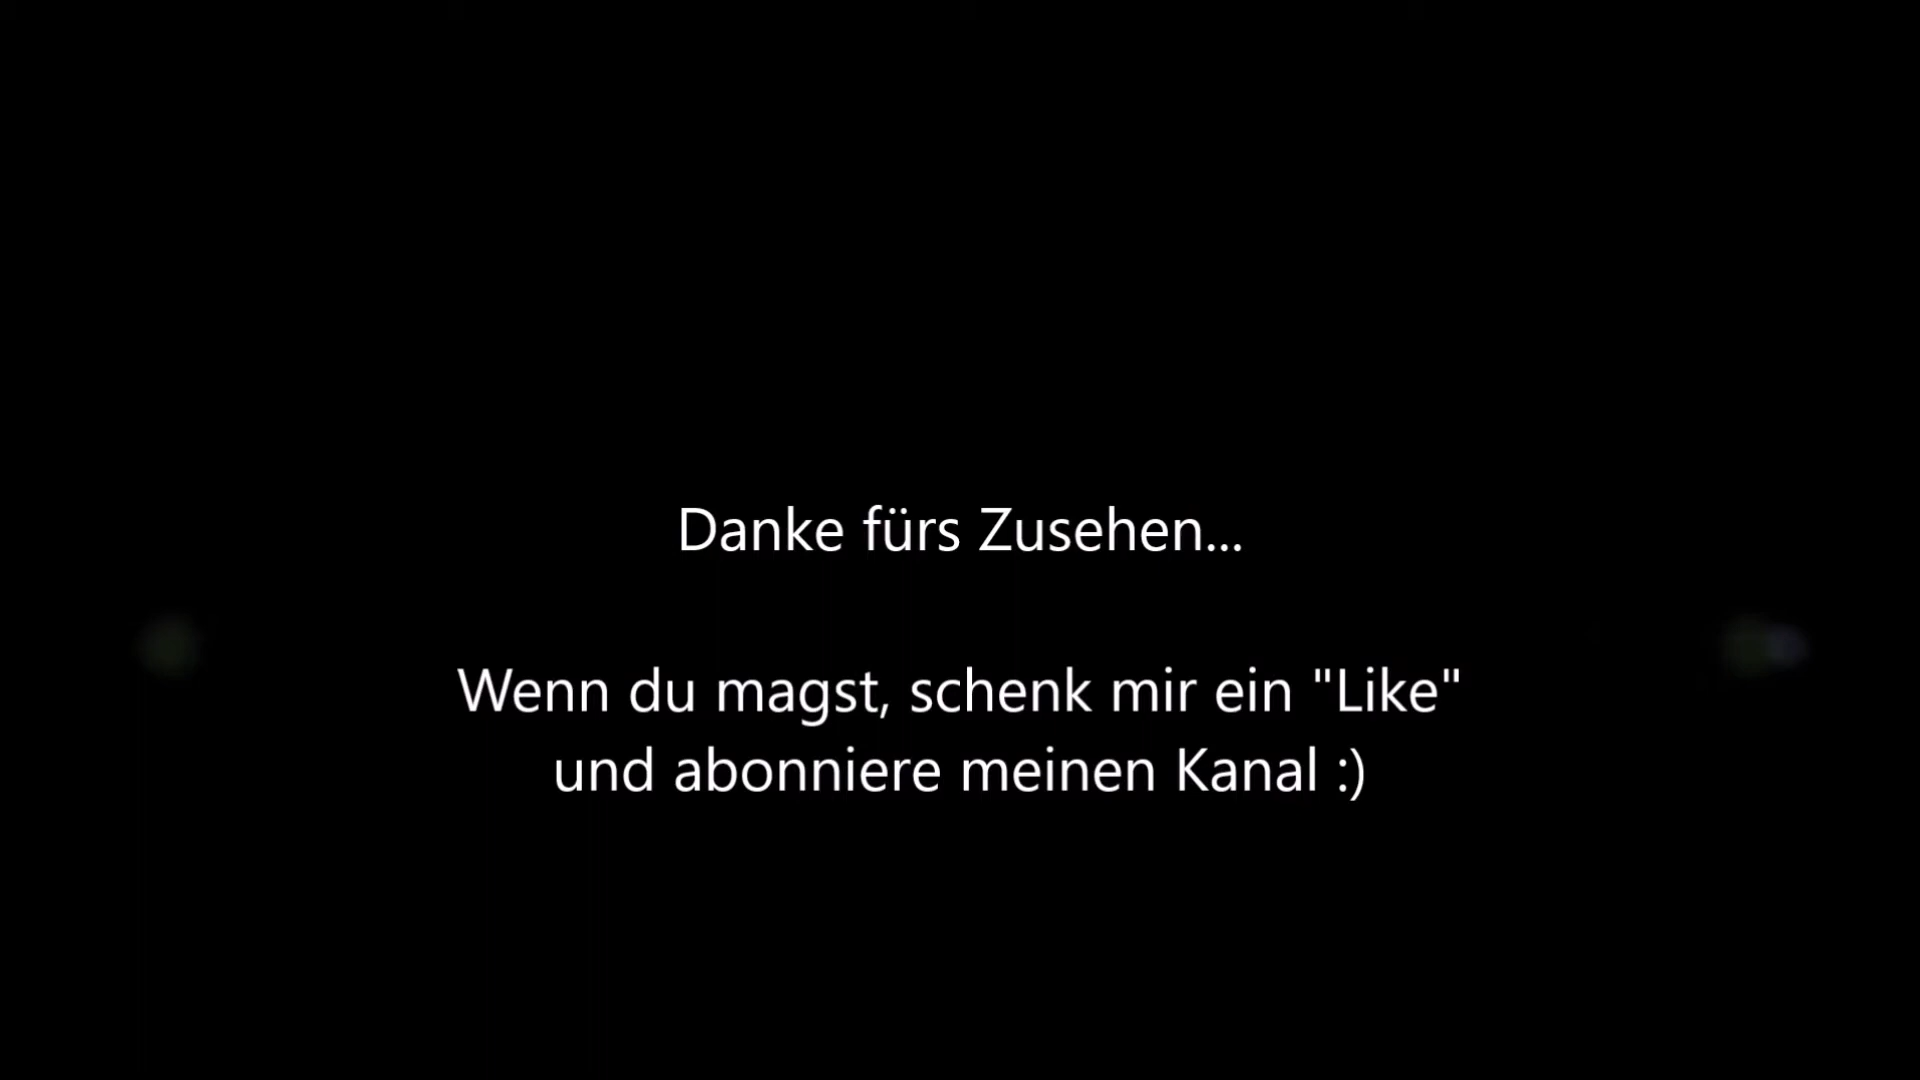 Danke fürs Zusehen...
Wenn du magst, schenk mir ein "Like"
und abonniere meinen Kanal :)